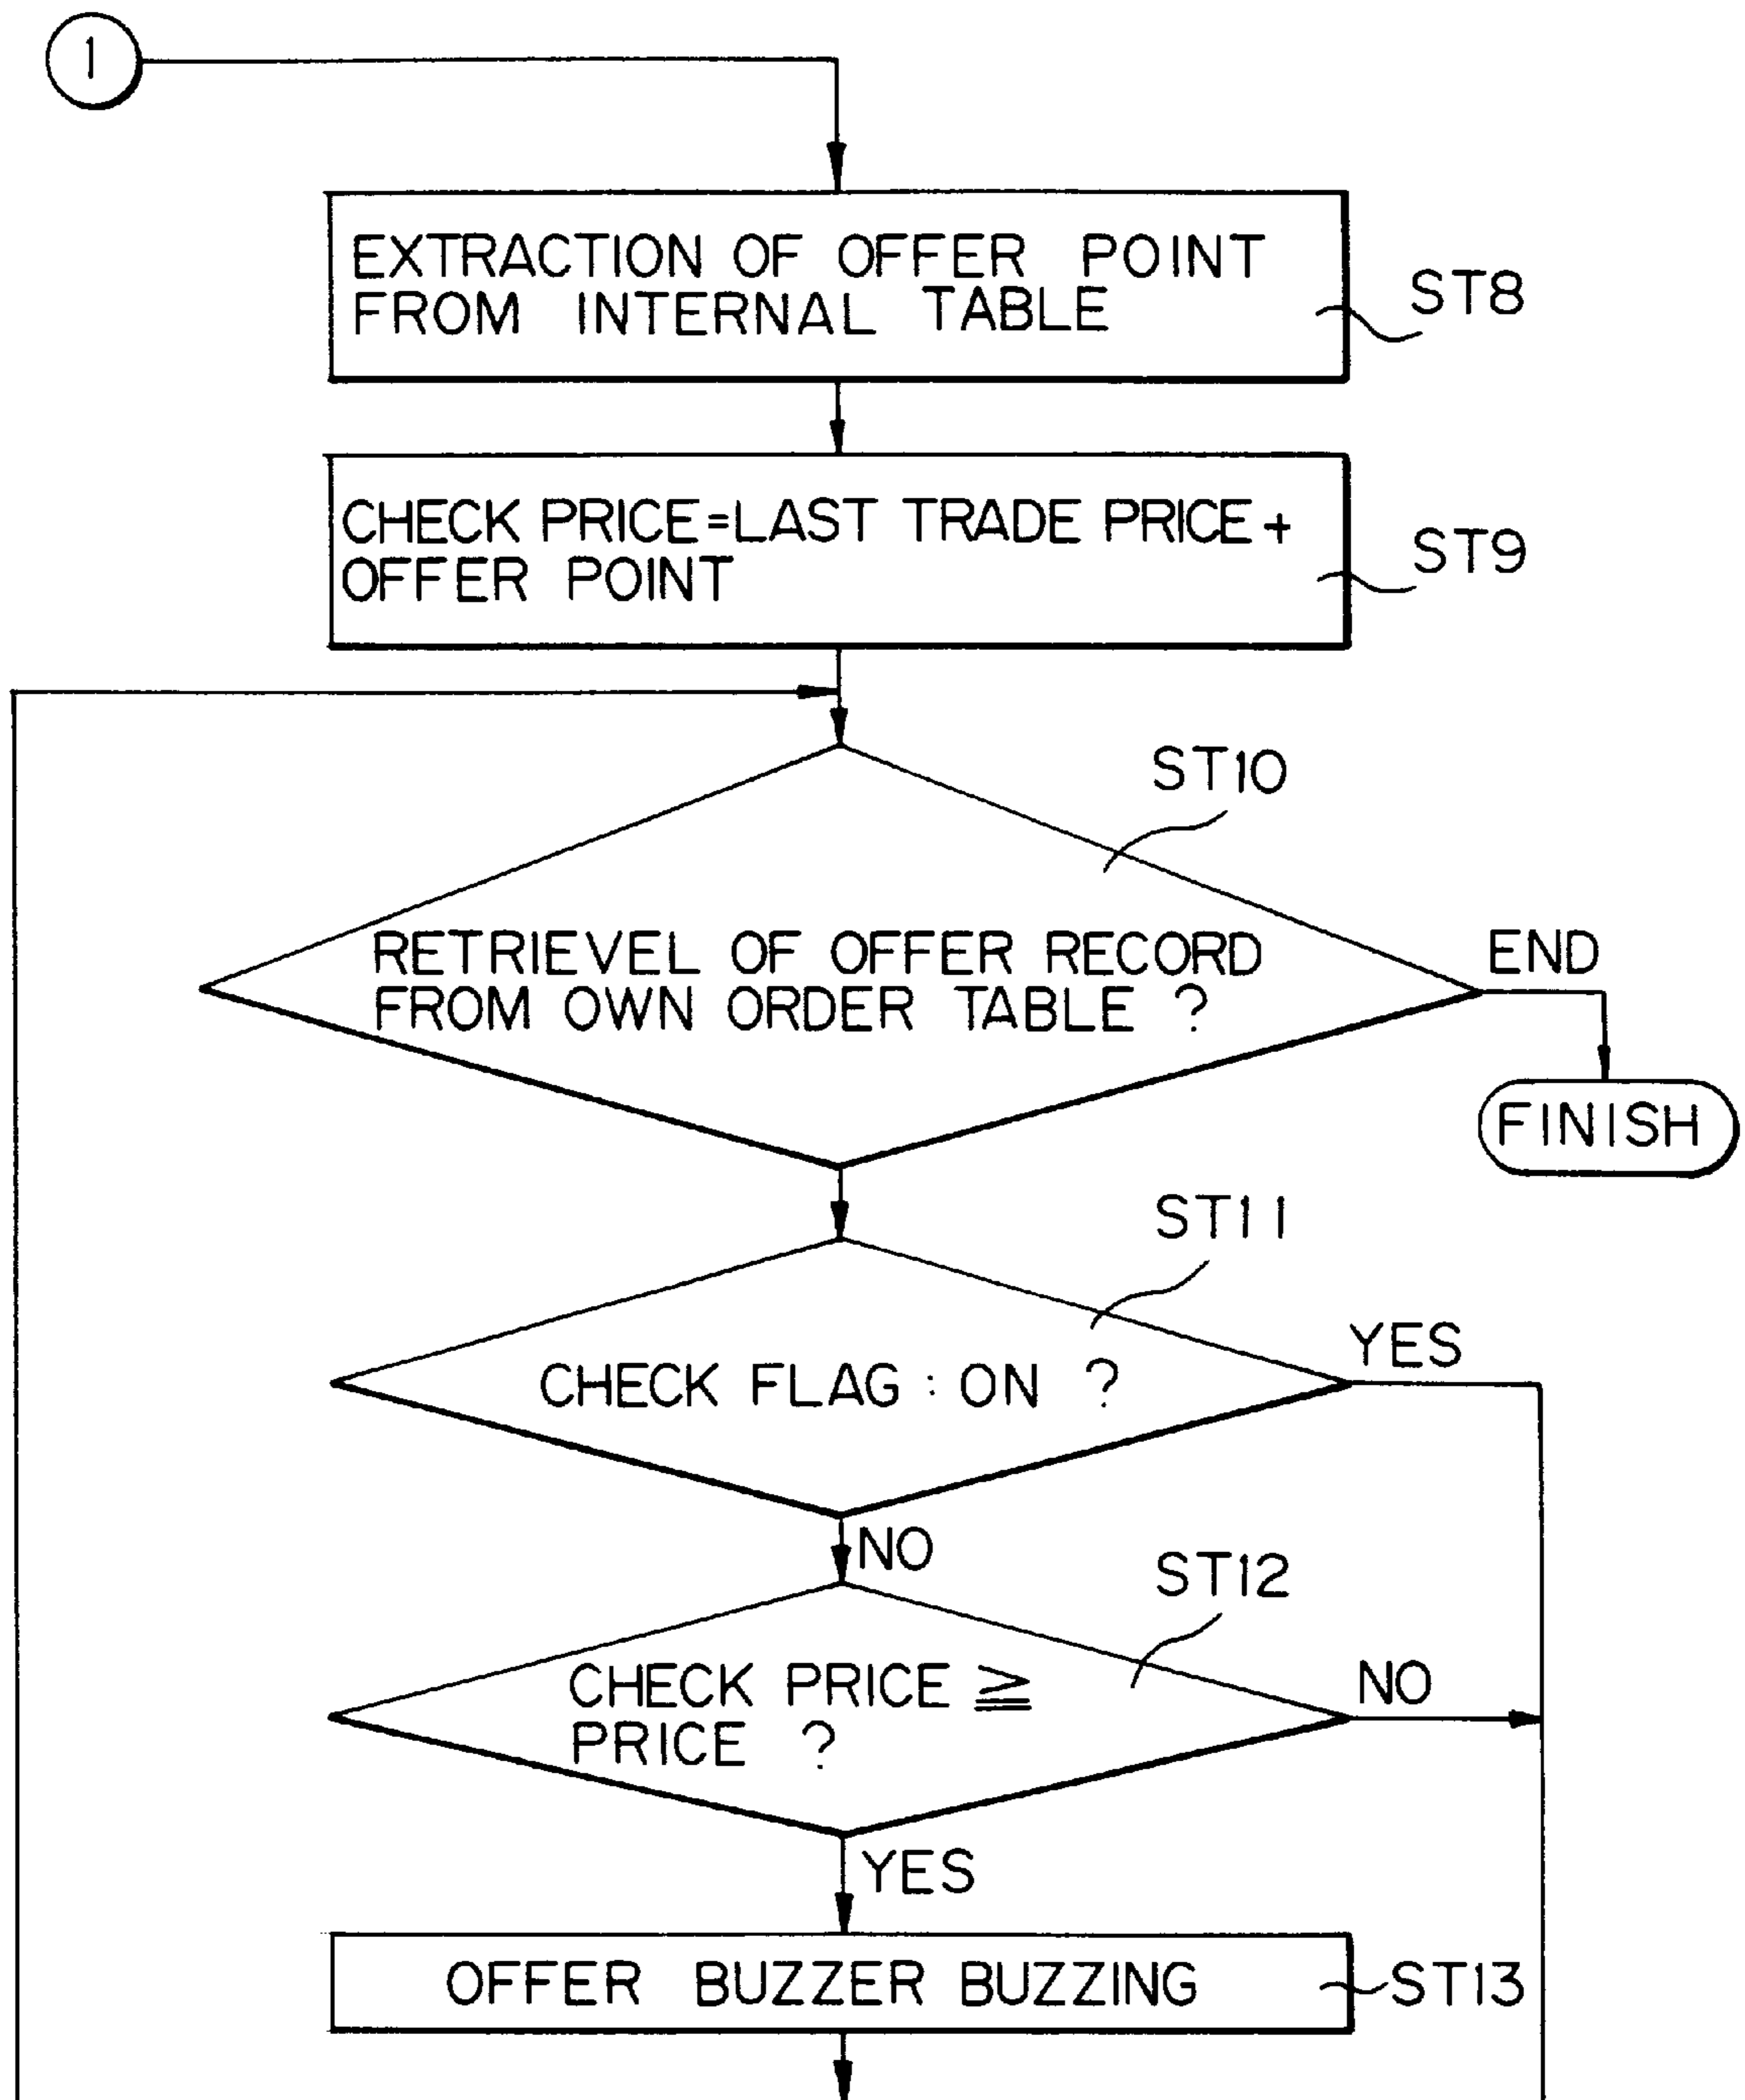 1
EXTRACTION OF OFFER POINT
FROM INTERNAL TABLE
ST8
CHECK PRICE=LAST TRADE PRICE+
OFFER POINT
ST9
ST10
RETRIEVEL OF OFFER RECORD
FROM OWN ORDER TABLE ?
END
FINISH
ST11
CHECK FLAG : ON ?
YES
NO
ST12
CHECK PRICE ≧
PRICE ?
NO
YES
OFFER BUZZER BUZZING
ST13